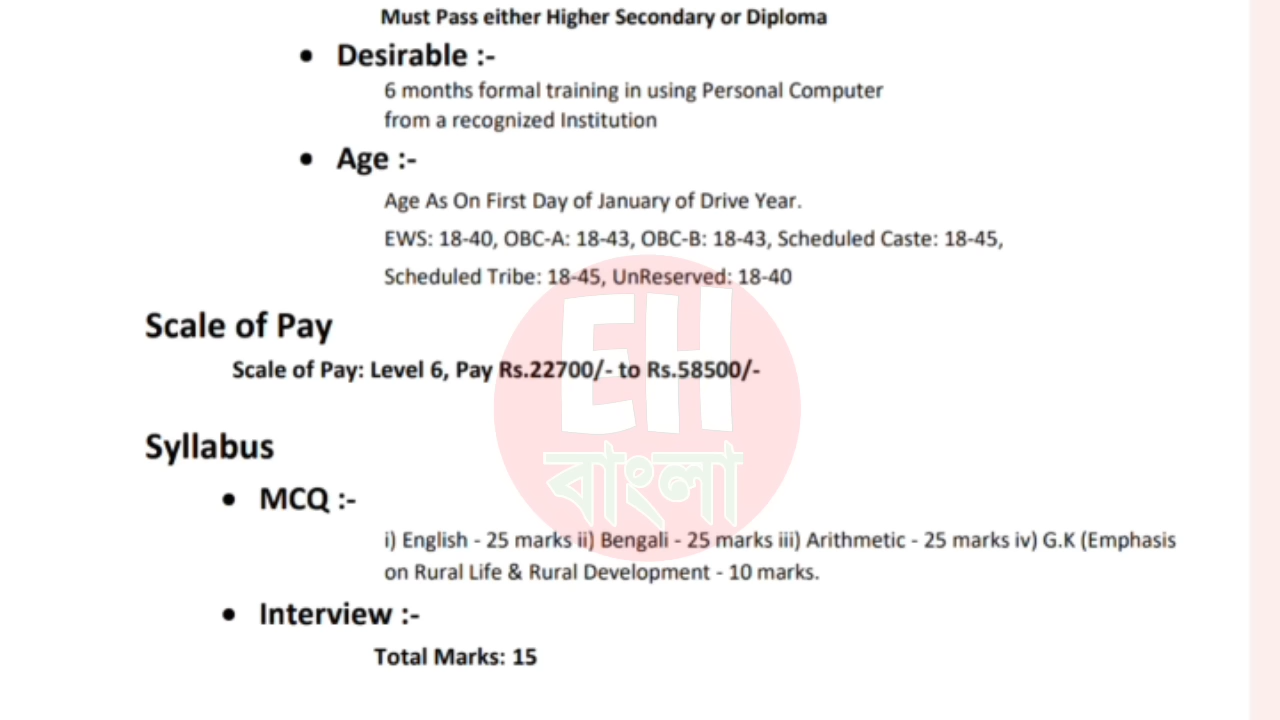 Must Pass either Higher Secondary or Diploma
• Desirable :-
6 months formal training in using Personal Computer
from a recognized Institution
• Age :-
Age As On First Day of January of Drive Year.
EWS: 18-40, OBC-A: 18-43, OBC-B: 18-43, Scheduled Caste: 18-45,
Scheduled Tribe: 18-45, UnReserved: 18-40
Scale of Pay
Scale of Pay: Level 6, Pay Rs.22700/- to Rs.58500/-
EH
বাংলা
Syllabus
• MCQ :-
i) English - 25 marks ii) Bengali - 25 marks iii) Arithmetic - 25 marks iv) G.K (Emphasis
on Rural Life & Rural Development - 10 marks.
• Interview :-
Total Marks: 15